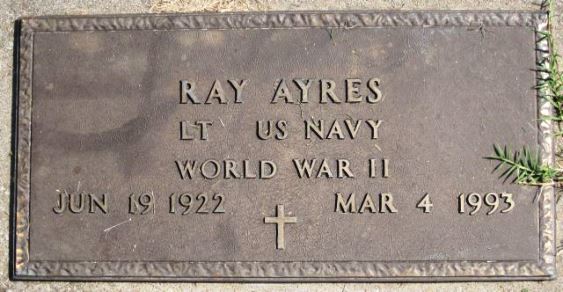 RAY AYRES
LT US NAVY
WORLD WAR II
JUN 19 1922 MAR 4 1993